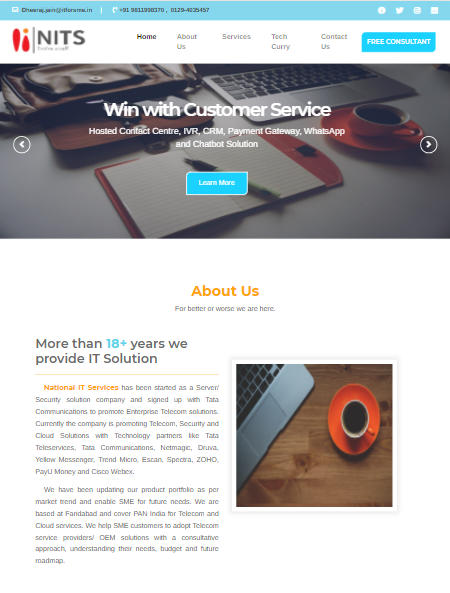 Dheeraj.jain@itforsme.in | +91 9811998370 , 0129-4035457
NITS
Home About Us Services Tech Curry Contact Us FREE CONSULTANT
Win with Customer Service
Hosted Contact Centre, IVR, CRM, Payment Gateway, WhatsApp
and Chatbot Solution
Learn More
About Us
For better or worse we are here.
More than 18+ years we
provide IT Solution
National IT Services has been started as a Server/
Security solution company and signed up with Tata
Communications to promote Enterprise Telecom solutions.
Currently the company is promoting Telecom, Security and
Cloud Solutions with Technology partners like Tata
Teleservices, Tata Communications, Netmagic, Druva,
Yellow Messenger, Trend Micro, Escan, Spectra, ZOHO,
PayU Money and Cisco Webex.
We have been updating our product portfolio as per
market trend and enable SME for future needs. We are
based at Faridabad and cover PAN India for Telecom and
Cloud services. We help SME customers to adopt Telecom
service providers/ OEM solutions with a consultative
approach, understanding their needs, budget and future
roadmap.